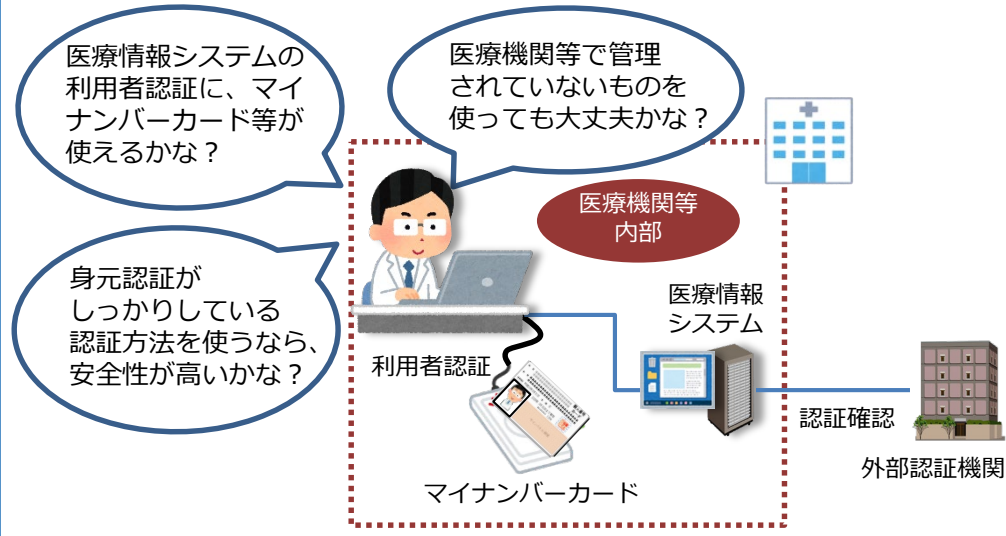 医療情報システムの
利用者認証に、マイ
ナンバーカード等が
使えるかな？
医療機関等で管理
されていないものを
使っても大丈夫かな？
医療機関等
内部
身元認証が
しっかりしている
認証方法を使うなら、
安全性が高いかな？
医療情報
システム
利用者認証
認証確認
外部認証機関
マイナンバーカード